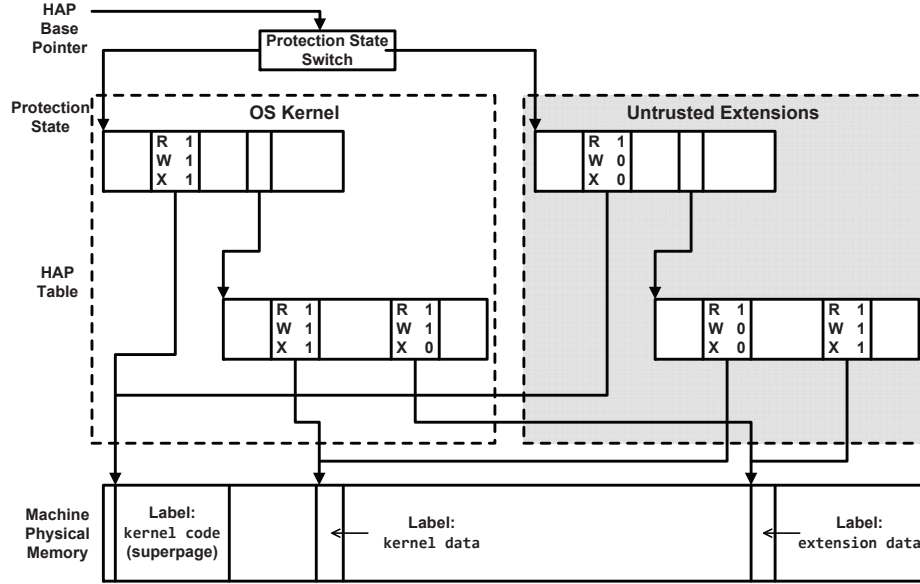 HAP
Base
Pointer
Protection State
Switch
Protection
State
OS Kernel
Untrusted Extensions
R 1
W 1
X 1
R 1
W 0
X 0
HAP
Table
R 1
W 1
X 1
R 1
W 1
X 0
R 1
W 0
X 0
R 1
W 1
X 1
Machine
Physical
Memory
Label:
kernel code
(superpage)
Label:
kernel data
Label:
extension data